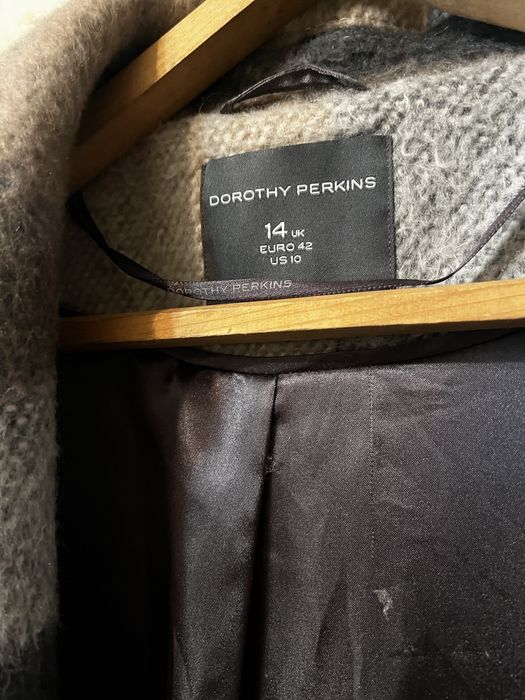 DOROTHY PERKINS
14 UK
EURO 42
US 10
DOROTHY PERKINS